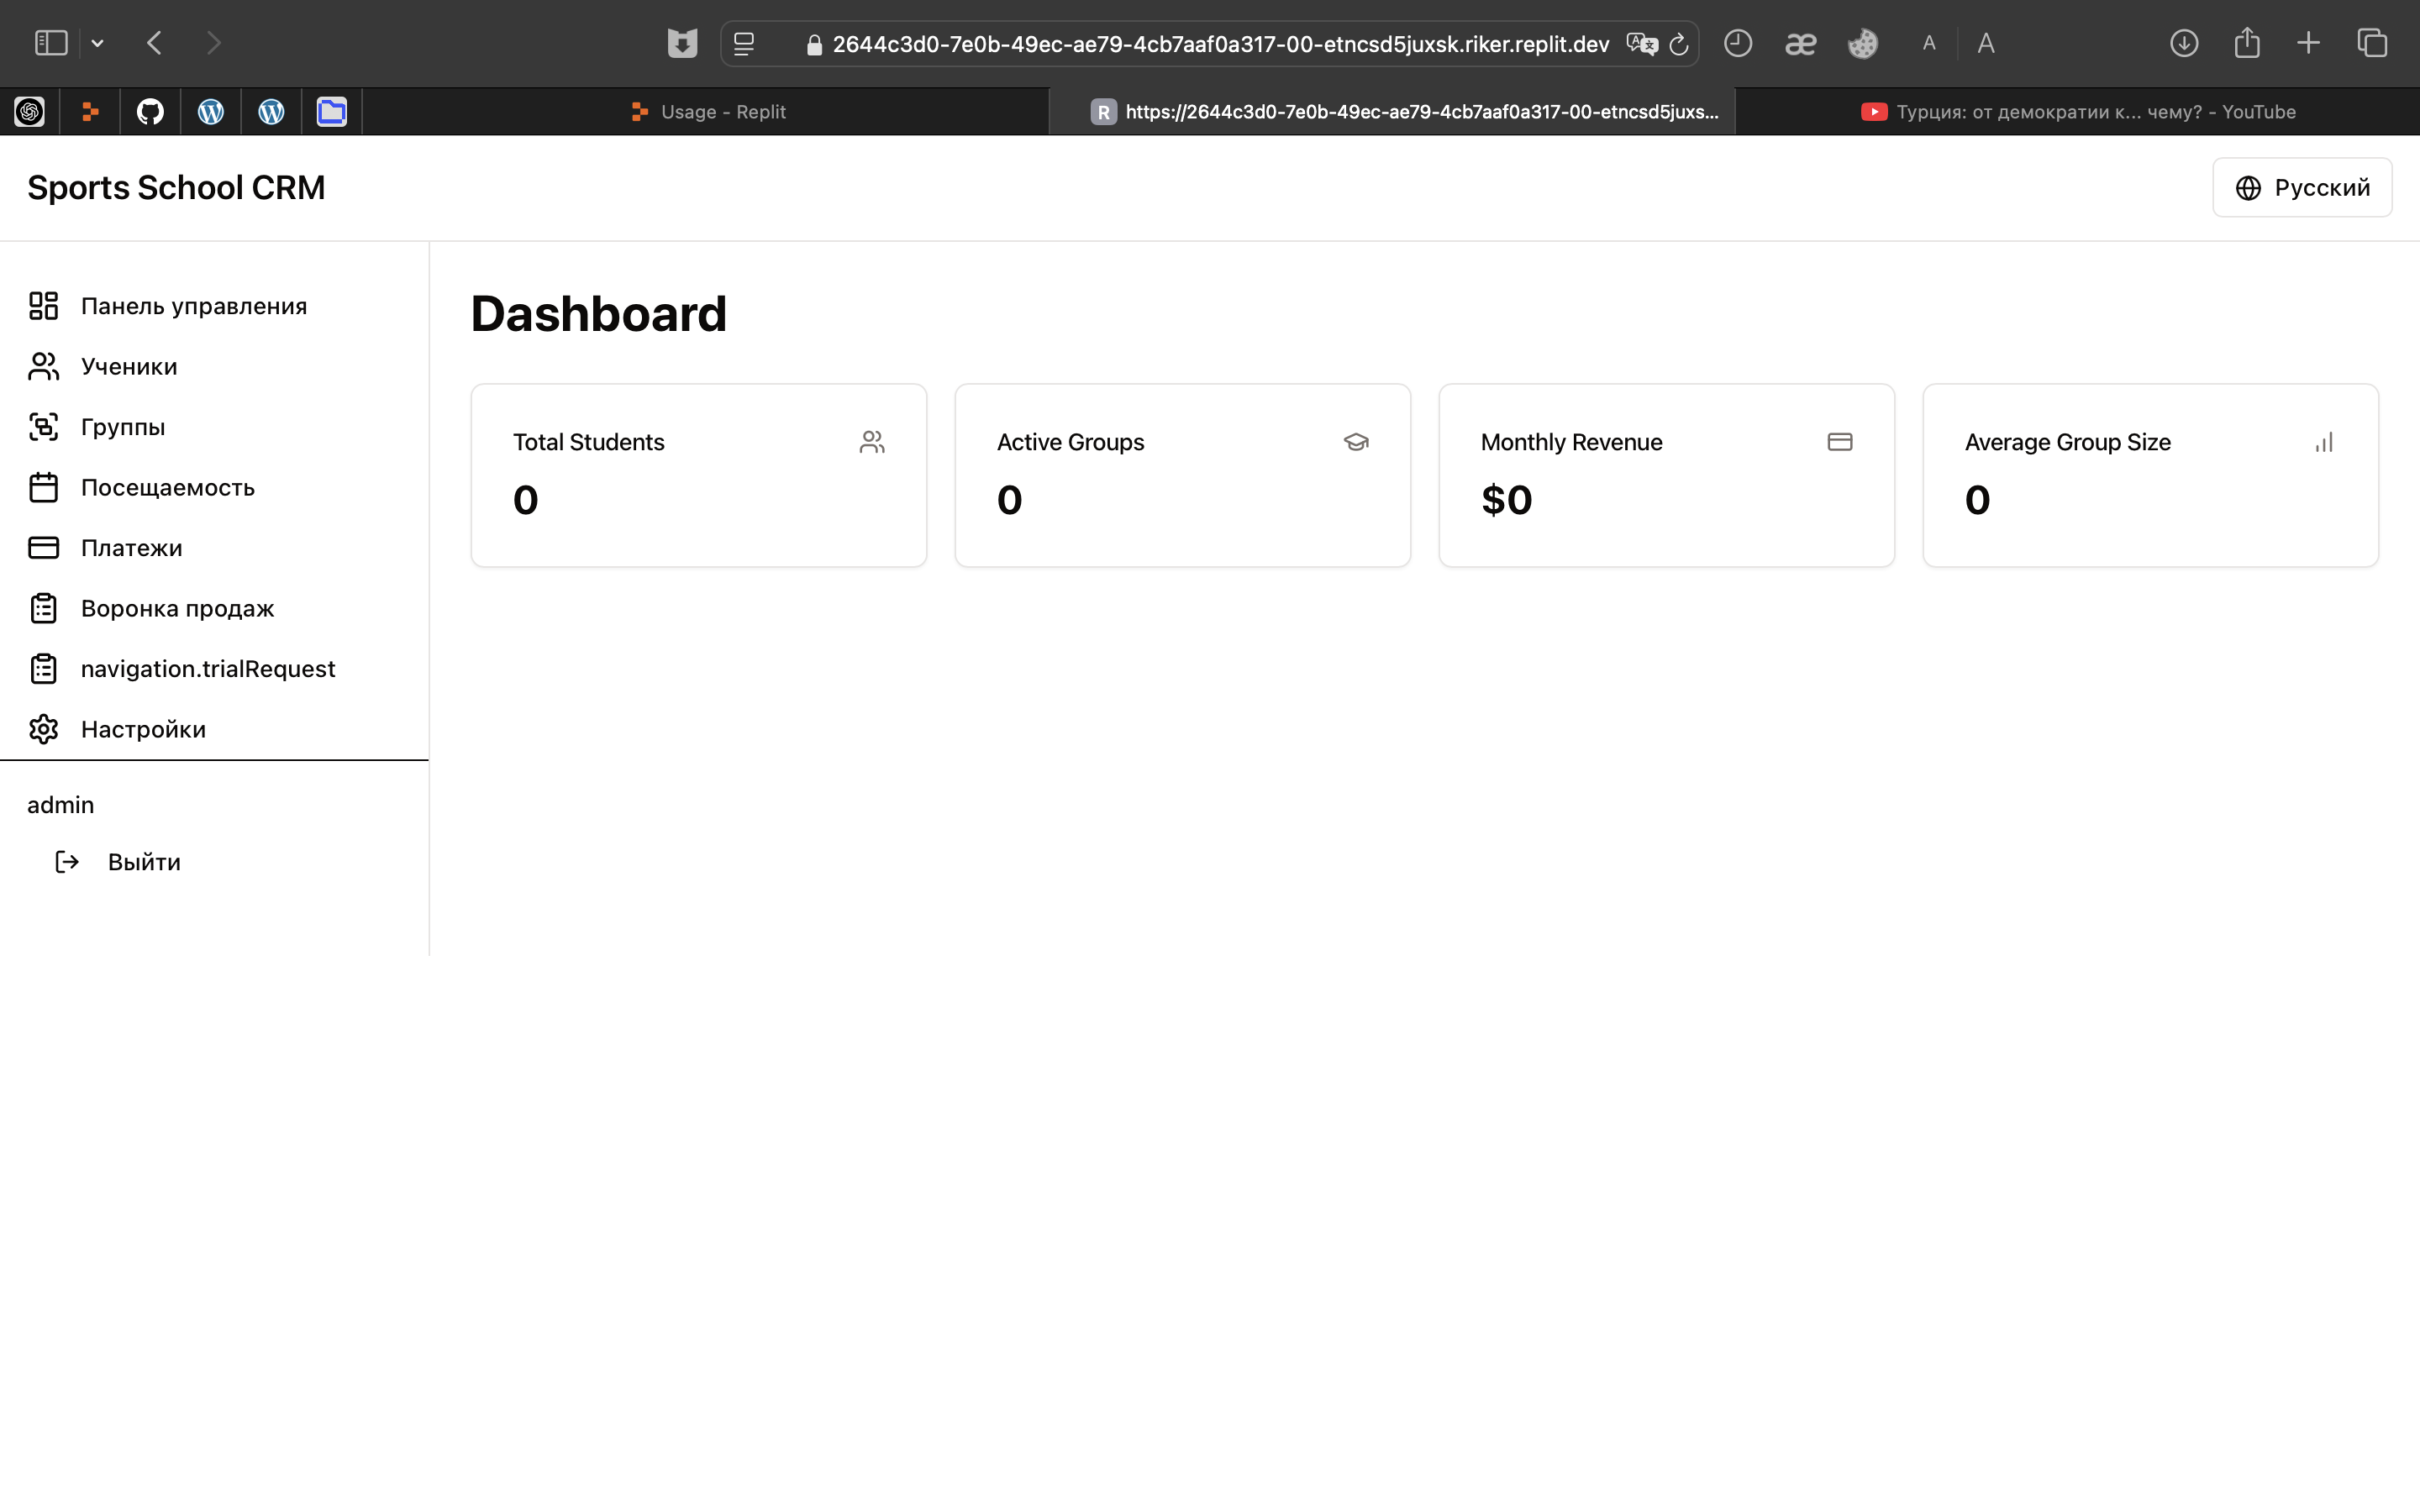 2644c3d0-7e0b-49ec-ae79-4cb7aaf0a317-00-etncsd5juxsk.riker.replit.dev
æ
A
A
Usage - Replit
R https://2644c3d0-7e0b-49ec-ae79-4cb7aaf0a317-00-etncsd5juxs...
Турция: от демократии к... чему? - YouTube
Sports School CRM
Русский
Панель управления
Ученики
Группы
Посещаемость
Платежи
Воронка продаж
navigation.trialRequest
Настройки
admin
Выйти
Dashboard
Total Students
0
Active Groups
0
Monthly Revenue
$0
Average Group Size
0